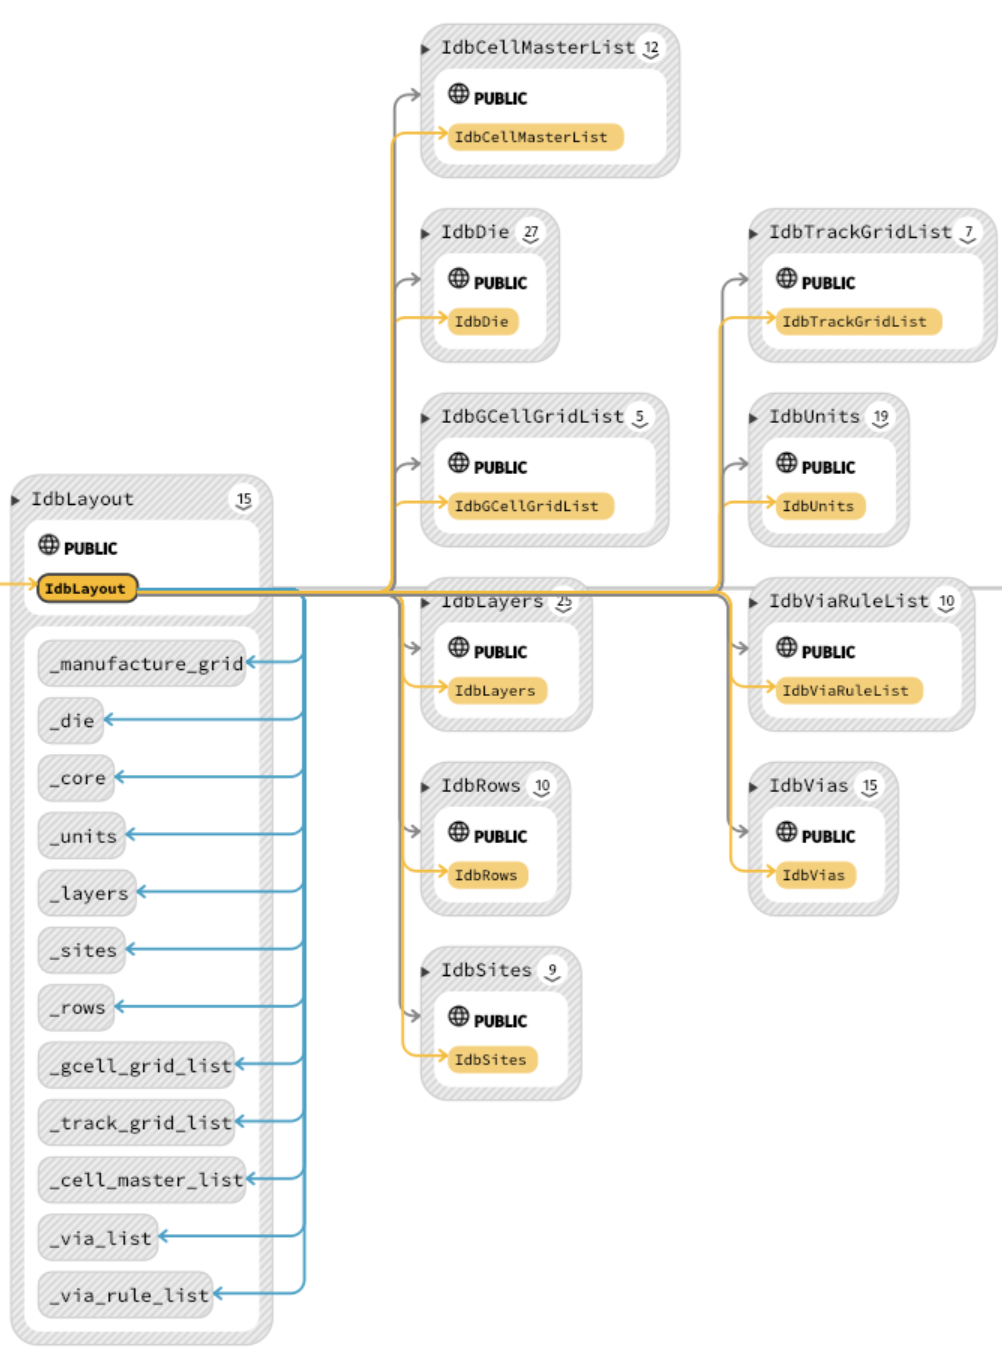 IdbCellMasterList 12
PUBLIC
IdbCellMasterList
IdbDie 27
PUBLIC
IdbDie
IdbTrackGridList 7
PUBLIC
IdbTrackGridList
IdbGCellGridList 5
PUBLIC
IdbGCellGridList
IdbUnits 19
PUBLIC
IdbUnits
IdbLayout 15
PUBLIC
IdbLayout
_manufacture_grid
_die
_core
_units
_layers
_sites
_rows
_gcell_grid_list
_track_grid_list
_cell_master_list
_via_list
_via_rule_list
IdbLayers 25
PUBLIC
IdbLayers
IdbViaRuleList 10
PUBLIC
IdbViaRuleList
IdbRows 10
PUBLIC
IdbRows
IdbVias 15
PUBLIC
IdbVias
IdbSites 9
PUBLIC
IdbSites